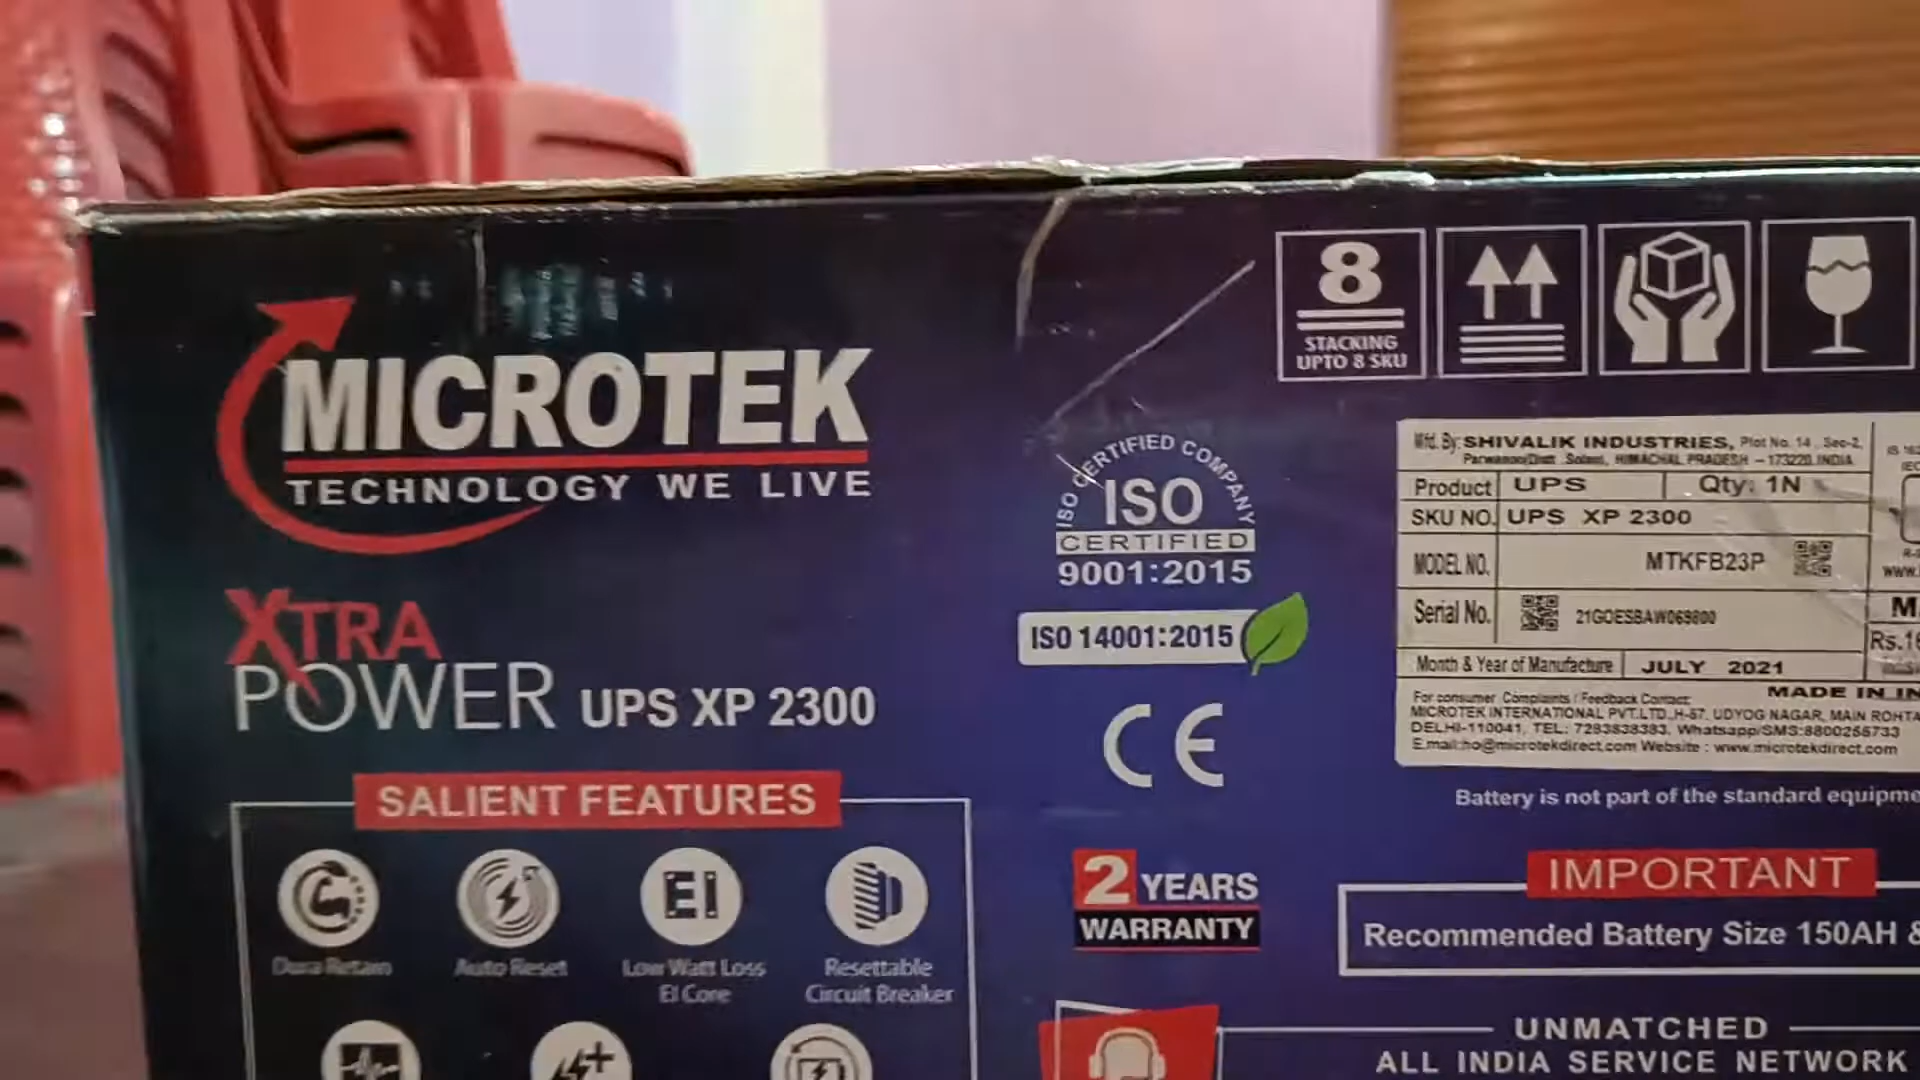 MICROTEK
TECHNOLOGY WE LIVE
XTRA
POWER UPS XP 2300
SALIENT FEATURES
Dura Retain
Auto Reset
Low Watt Loss
EI Core
Resettable
Circuit Breaker
EI
ISO CERTIFIED COMPANY
ISO
CERTIFIED
9001:2015
ISO 14001:2015
CE
2 YEARS
WARRANTY
8
STACKING
UPTO 8 SKU
Mfd. By: SHIVALIK INDUSTRIES, Plot No. 14, Sec-2,
Parwanoo Distt. Solan, HIMACHAL PRADESH – 173220 INDIA
Product UPS Qty: 1N
SKU NO. UPS XP 2300
MODEL NO. MTKFB23P
Serial No.
Month & Year of Manufacture JULY 2021
MADE IN IN
For consumer Complaints / Feedback Contact:
MICROTEK INTERNATIONAL PVT.LTD.,H-57, UDYOG NAGAR, MAIN ROHTA
DELHI-110041, TEL: 7283838383, Whatsapp/SMS:
E.mail:ho@microtekdirect.com Website : www.microtekdirect.com
Battery is not part of the standard equipme
IMPORTANT
Recommended Battery Size 150AH &
UNMATCHED
ALL INDIA SERVICE NETWORK